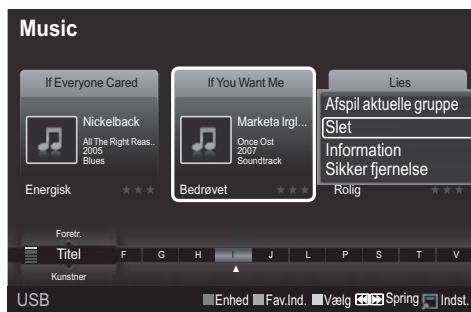 Music
If Everyone Cared
If You Want Me
Lies
Nickelback
All The Right Reas..
2005
Blues
Marketa Irgl...
Once Ost
2007
Soundtrack
Afspil aktuelle gruppe
Slet
Information
Sikker fjernelse
Energisk
Bedrøvet
Rolig
Foretr.
Titel F G H I J L P S T V
Kunstner
USB Enhed Fav.Ind. Vælg Spring Indst.